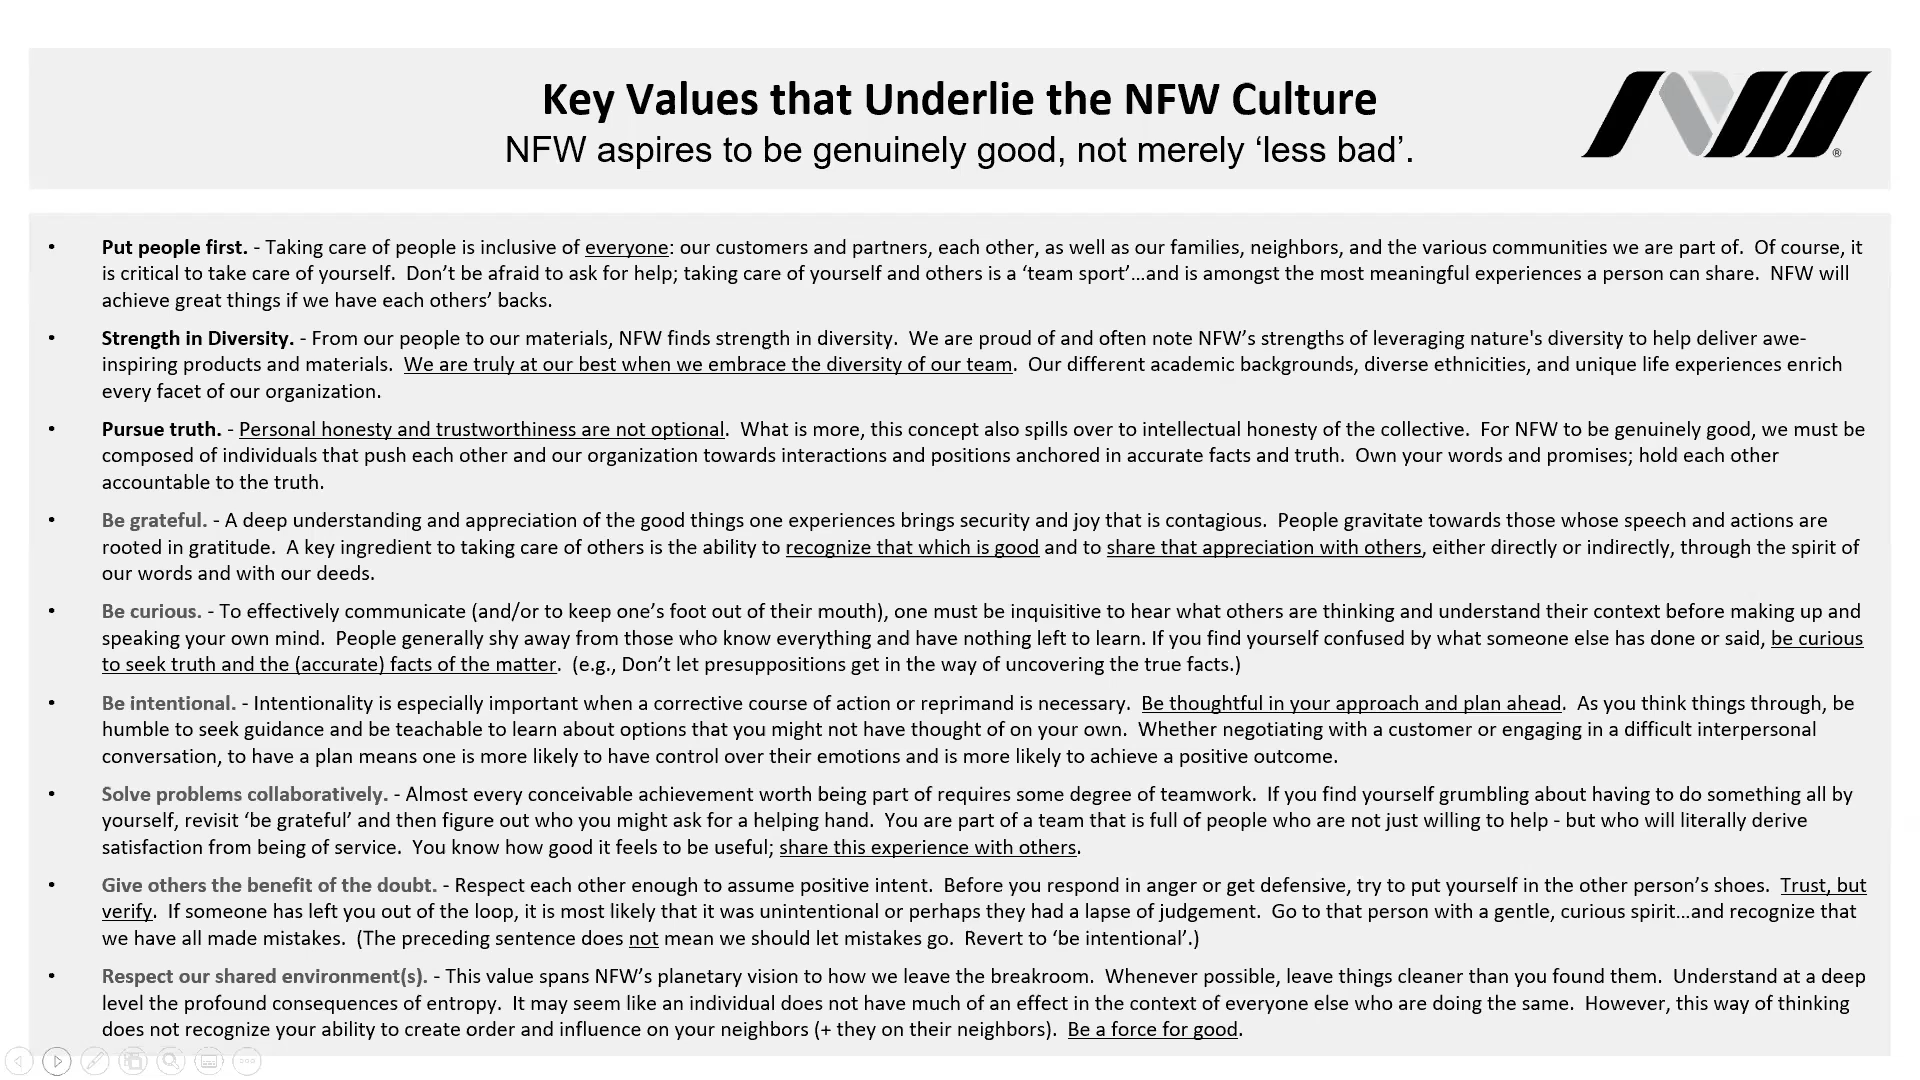 Key Values that Underlie the NFW Culture
NFW aspires to be genuinely good, not merely ‘less bad’.
®
• Put people first. - Taking care of people is inclusive of everyone: our customers and partners, each other, as well as our families, neighbors, and the various communities we are part of. Of course, it
is critical to take care of yourself. Don’t be afraid to ask for help; taking care of yourself and others is a ‘team sport’…and is amongst the most meaningful experiences a person can share. NFW will
achieve great things if we have each others’ backs.
• Strength in Diversity. - From our people to our materials, NFW finds strength in diversity. We are proud of and often note NFW’s strengths of leveraging nature's diversity to help deliver awe-
inspiring products and materials. We are truly at our best when we embrace the diversity of our team. Our different academic backgrounds, diverse ethnicities, and unique life experiences enrich
every facet of our organization.
• Pursue truth. - Personal honesty and trustworthiness are not optional. What is more, this concept also spills over to intellectual honesty of the collective. For NFW to be genuinely good, we must be
composed of individuals that push each other and our organization towards interactions and positions anchored in accurate facts and truth. Own your words and promises; hold each other
accountable to the truth.
• Be grateful. - A deep understanding and appreciation of the good things one experiences brings security and joy that is contagious. People gravitate towards those whose speech and actions are
rooted in gratitude. A key ingredient to taking care of others is the ability to recognize that which is good and to share that appreciation with others, either directly or indirectly, through the spirit of
our words and with our deeds.
• Be curious. - To effectively communicate (and/or to keep one’s foot out of their mouth), one must be inquisitive to hear what others are thinking and understand their context before making up and
speaking your own mind. People generally shy away from those who know everything and have nothing left to learn. If you find yourself confused by what someone else has done or said, be curious
to seek truth and the (accurate) facts of the matter. (e.g., Don’t let presuppositions get in the way of uncovering the true facts.)
• Be intentional. - Intentionality is especially important when a corrective course of action or reprimand is necessary. Be thoughtful in your approach and plan ahead. As you think things through, be
humble to seek guidance and be teachable to learn about options that you might not have thought of on your own. Whether negotiating with a customer or engaging in a difficult interpersonal
conversation, to have a plan means one is more likely to have control over their emotions and is more likely to achieve a positive outcome.
• Solve problems collaboratively. - Almost every conceivable achievement worth being part of requires some degree of teamwork. If you find yourself grumbling about having to do something all by
yourself, revisit ‘be grateful’ and then figure out who you might ask for a helping hand. You are part of a team that is full of people who are not just willing to help - but who will literally derive
satisfaction from being of service. You know how good it feels to be useful; share this experience with others.
• Give others the benefit of the doubt. - Respect each other enough to assume positive intent. Before you respond in anger or get defensive, try to put yourself in the other person’s shoes. Trust, but
verify. If someone has left you out of the loop, it is most likely that it was unintentional or perhaps they had a lapse of judgement. Go to that person with a gentle, curious spirit…and recognize that
we have all made mistakes. (The preceding sentence does not mean we should let mistakes go. Revert to ‘be intentional’.)
• Respect our shared environment(s). - This value spans NFW’s planetary vision to how we leave the breakroom. Whenever possible, leave things cleaner than you found them. Understand at a deep
level the profound consequences of entropy. It may seem like an individual does not have much of an effect in the context of everyone else who are doing the same. However, this way of thinking
does not recognize your ability to create order and influence on your neighbors (+ they on their neighbors). Be a force for good.